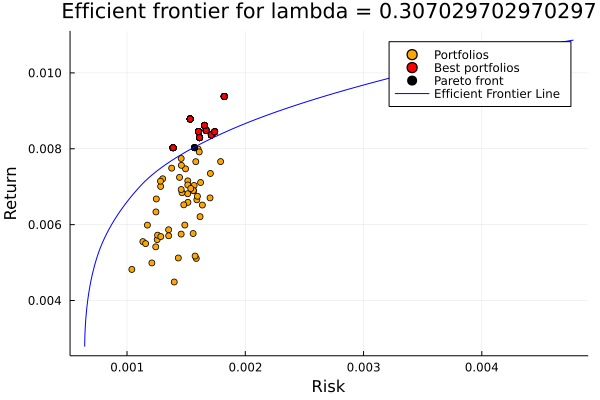 Efficient frontier for lambda = 0.307029702970297
Portfolios
Best portfolios
Pareto front
Efficient Frontier Line
Return
0.010
0.008
0.006
0.004
0.001 0.002 0.003 0.004
Risk